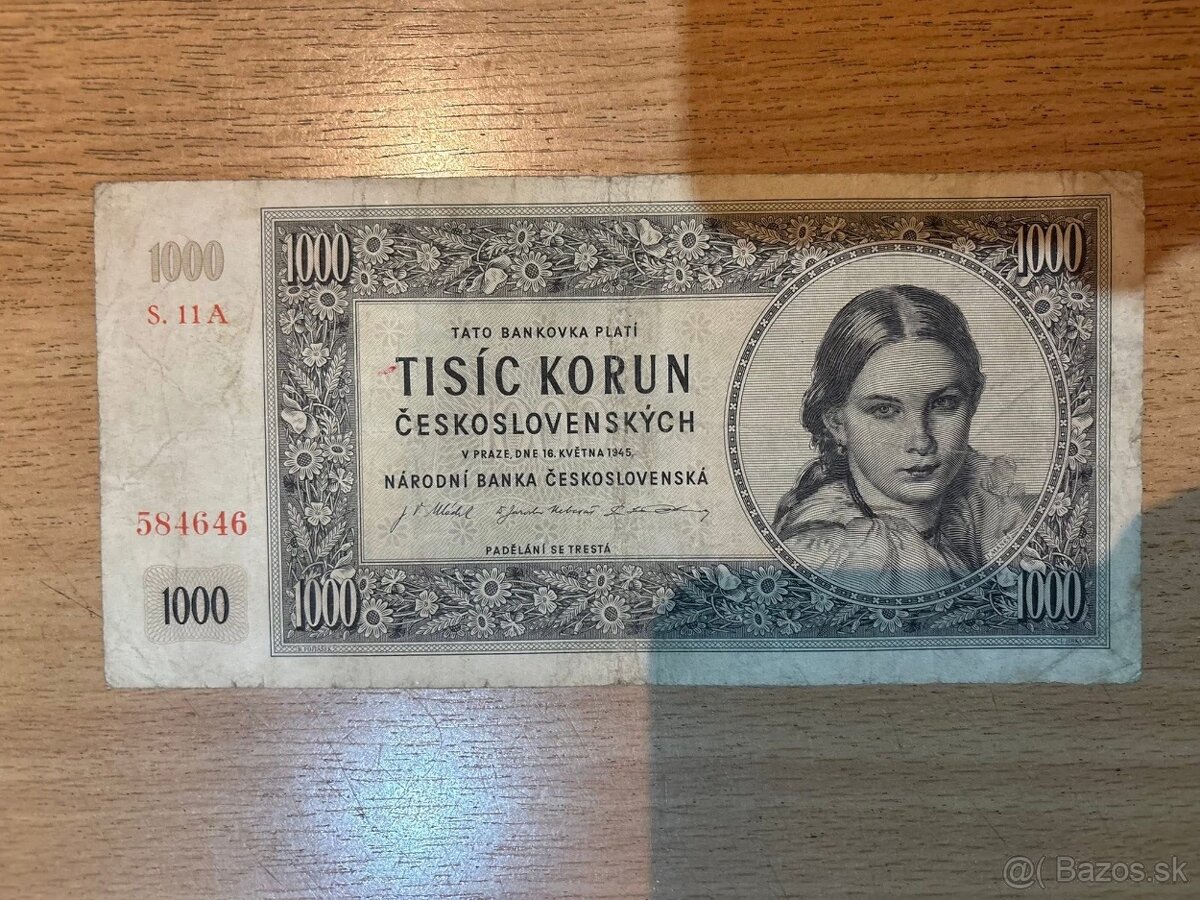 1000
S. 11 A
584646
1000
1000
1000
TATO BANKOVKA PLATÍ
TISÍC KORUN
ČESKOSLOVENSKÝCH
V PRAZE, DNE 16. KVĚTNA 1945.
NÁRODNÍ BANKA ČESKOSLOVENSKÁ
PADĚLÁNÍ SE TRESTÁ
1000
1000
@( Bazos.sk